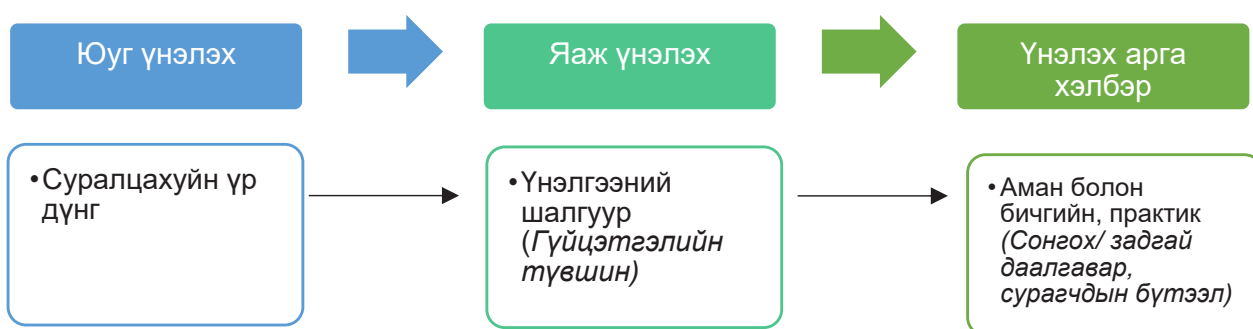 Юуг үнэлэх
Яаж үнэлэх
Үнэлэх арга
хэлбэр
•Суралцахуйн үр
дүнг
•Үнэлгээний
шалгуур
(Гүйцэтгэлийн
түвшин)
•Аман болон
бичгийн, практик
(Сонгох/ задгай
даалгавар,
сурагчдын бүтээл)